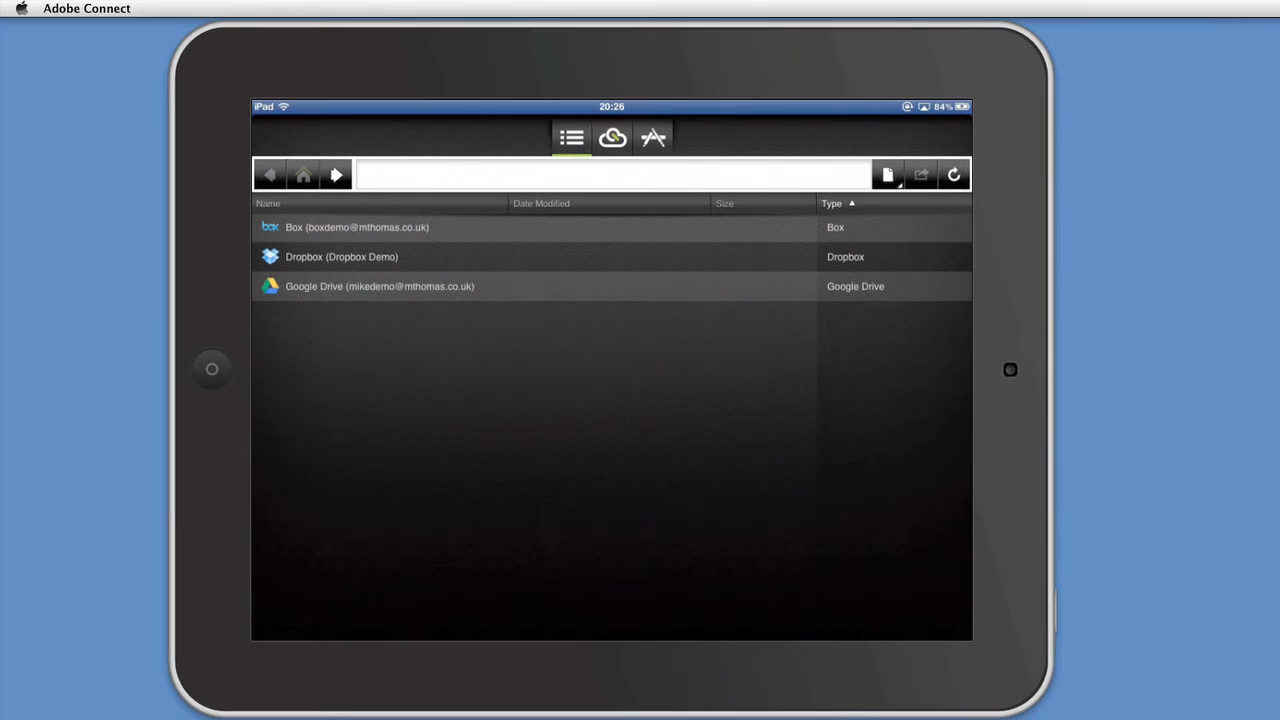 Adobe Connect
iPad 20:26 84%
Name Date Modified Size Type
box Box (boxdemo@mthomas.co.uk) Box
Dropbox (Dropbox Demo) Dropbox
Google Drive (mikedemo@mthomas.co.uk) Google Drive